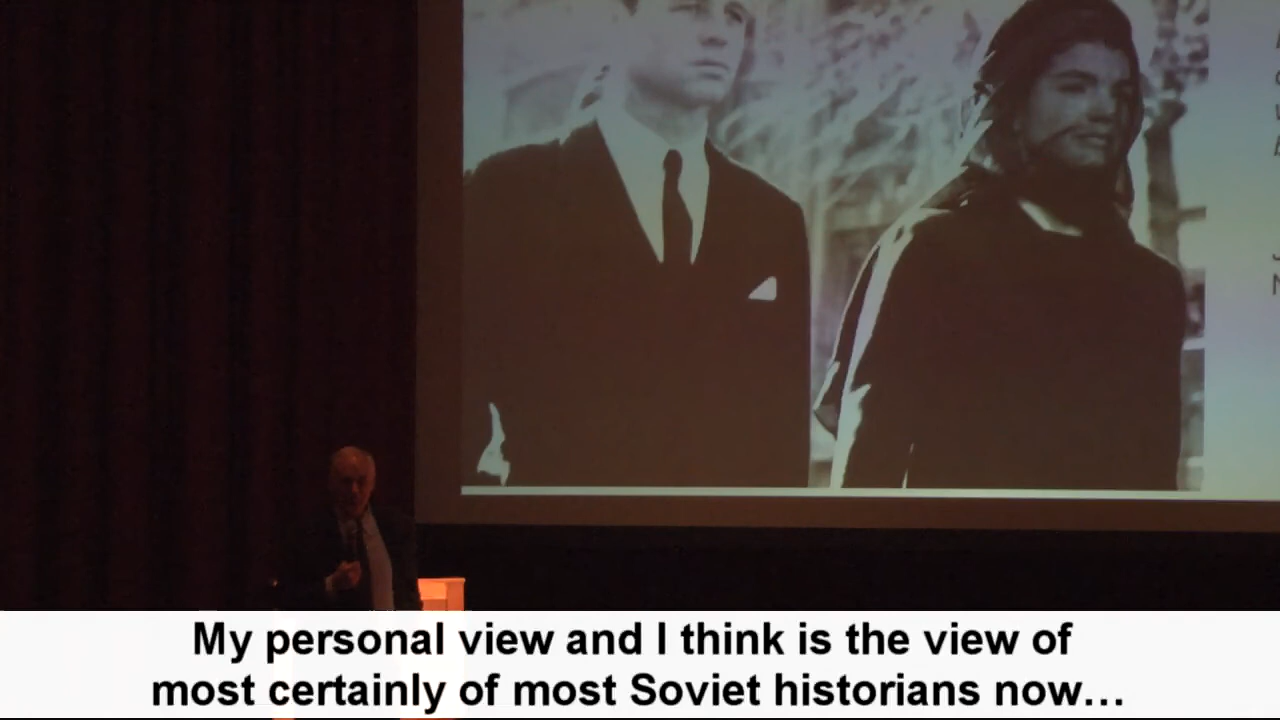 My personal view and I think is the view of
most certainly of most Soviet historians now…